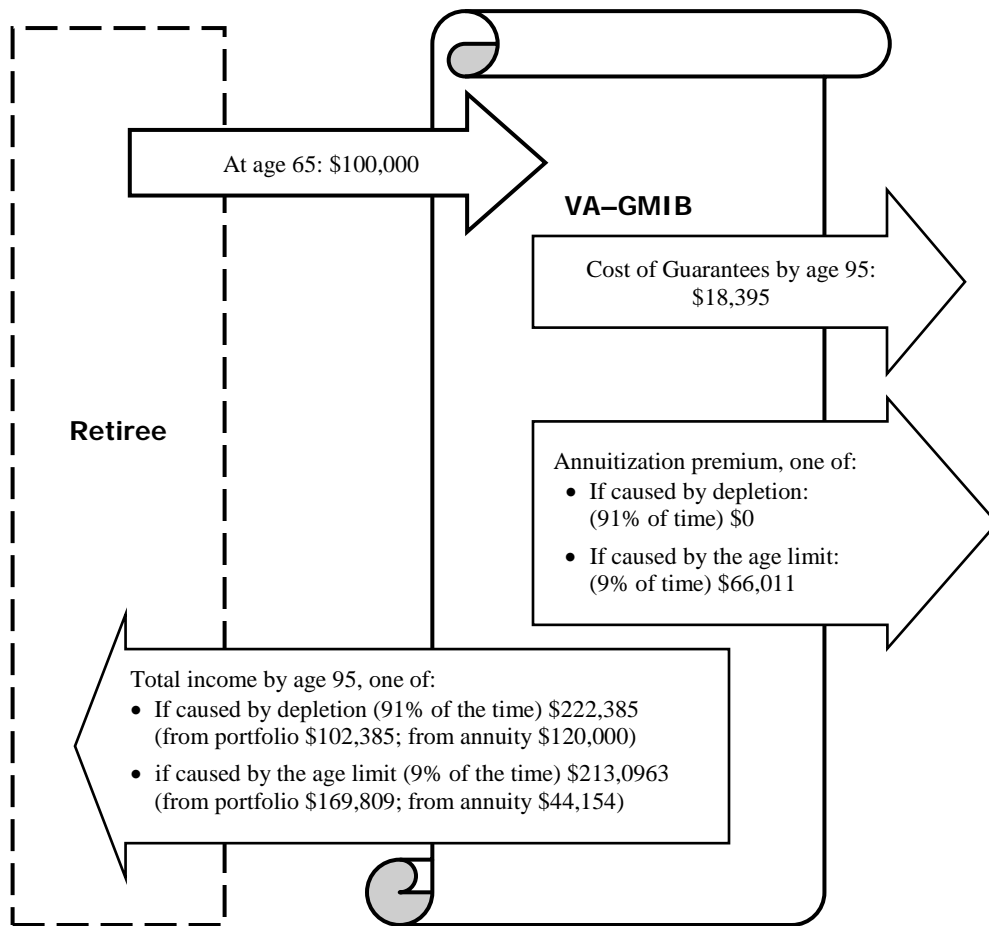 At age 65: $100,000
VA–GMIB
Cost of Guarantees by age 95:
$18,395
Retiree
Annuitization premium, one of:
• If caused by depletion:
(91% of time) $0
• If caused by the age limit:
(9% of time) $66,011
Total income by age 95, one of:
• If caused by depletion (91% of the time) $222,385
(from portfolio $102,385; from annuity $120,000)
• if caused by the age limit (9% of the time) $213,0963
(from portfolio $169,809; from annuity $44,154)